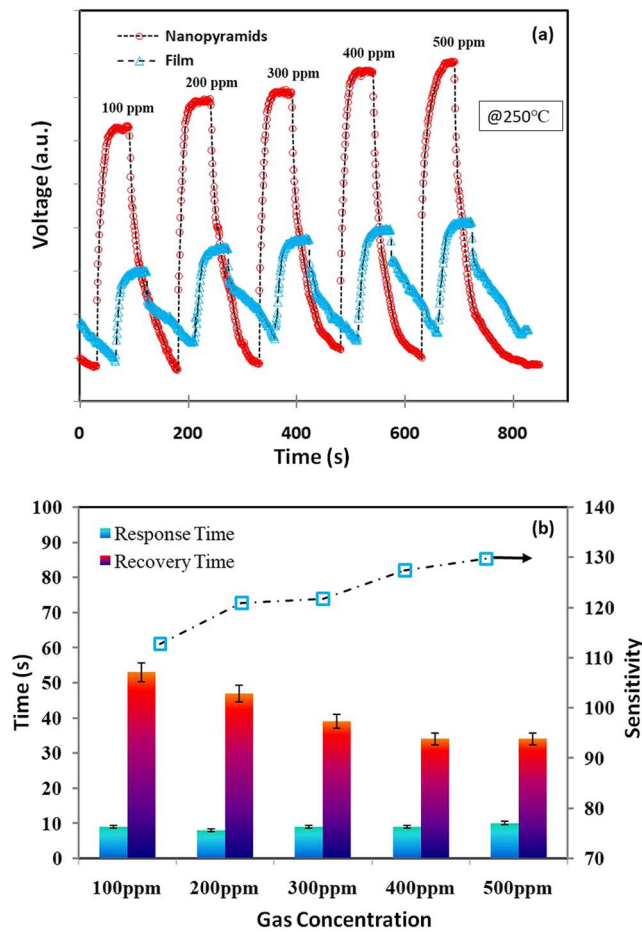 Nanopyramids
Film
(a)
100 ppm
200 ppm
300 ppm
400 ppm
500 ppm
@250℃
Voltage (a.u.)
0
200
400
600
800
Time (s)
(b)
Response Time
Recovery Time
100
90
80
70
60
50
40
30
20
10
0
Time (s)
140
130
120
110
100
90
80
70
Sensitivity
100ppm
200ppm
300ppm
400ppm
500ppm
Gas Concentration